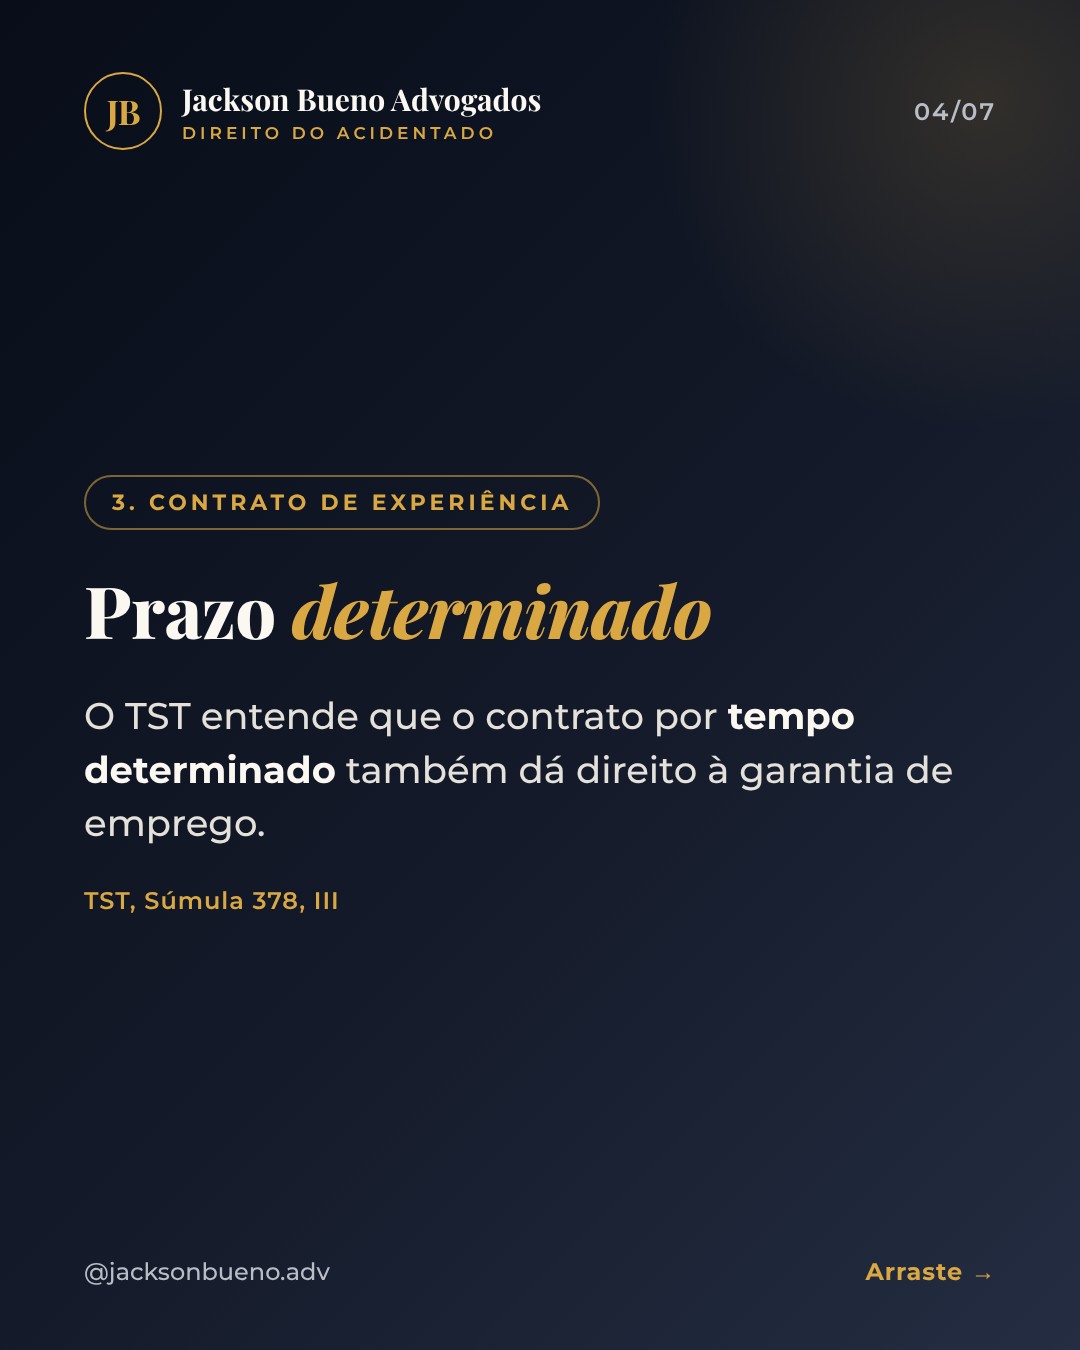 JB
Jackson Bueno Advogados
DIREITO DO ACIDENTADO
04/07
3. CONTRATO DE EXPERIÊNCIA
Prazo determinado
O TST entende que o contrato por tempo
determinado também dá direito à garantia de
emprego.
TST, Súmula 378, III
@jacksonbueno.adv
Arraste →